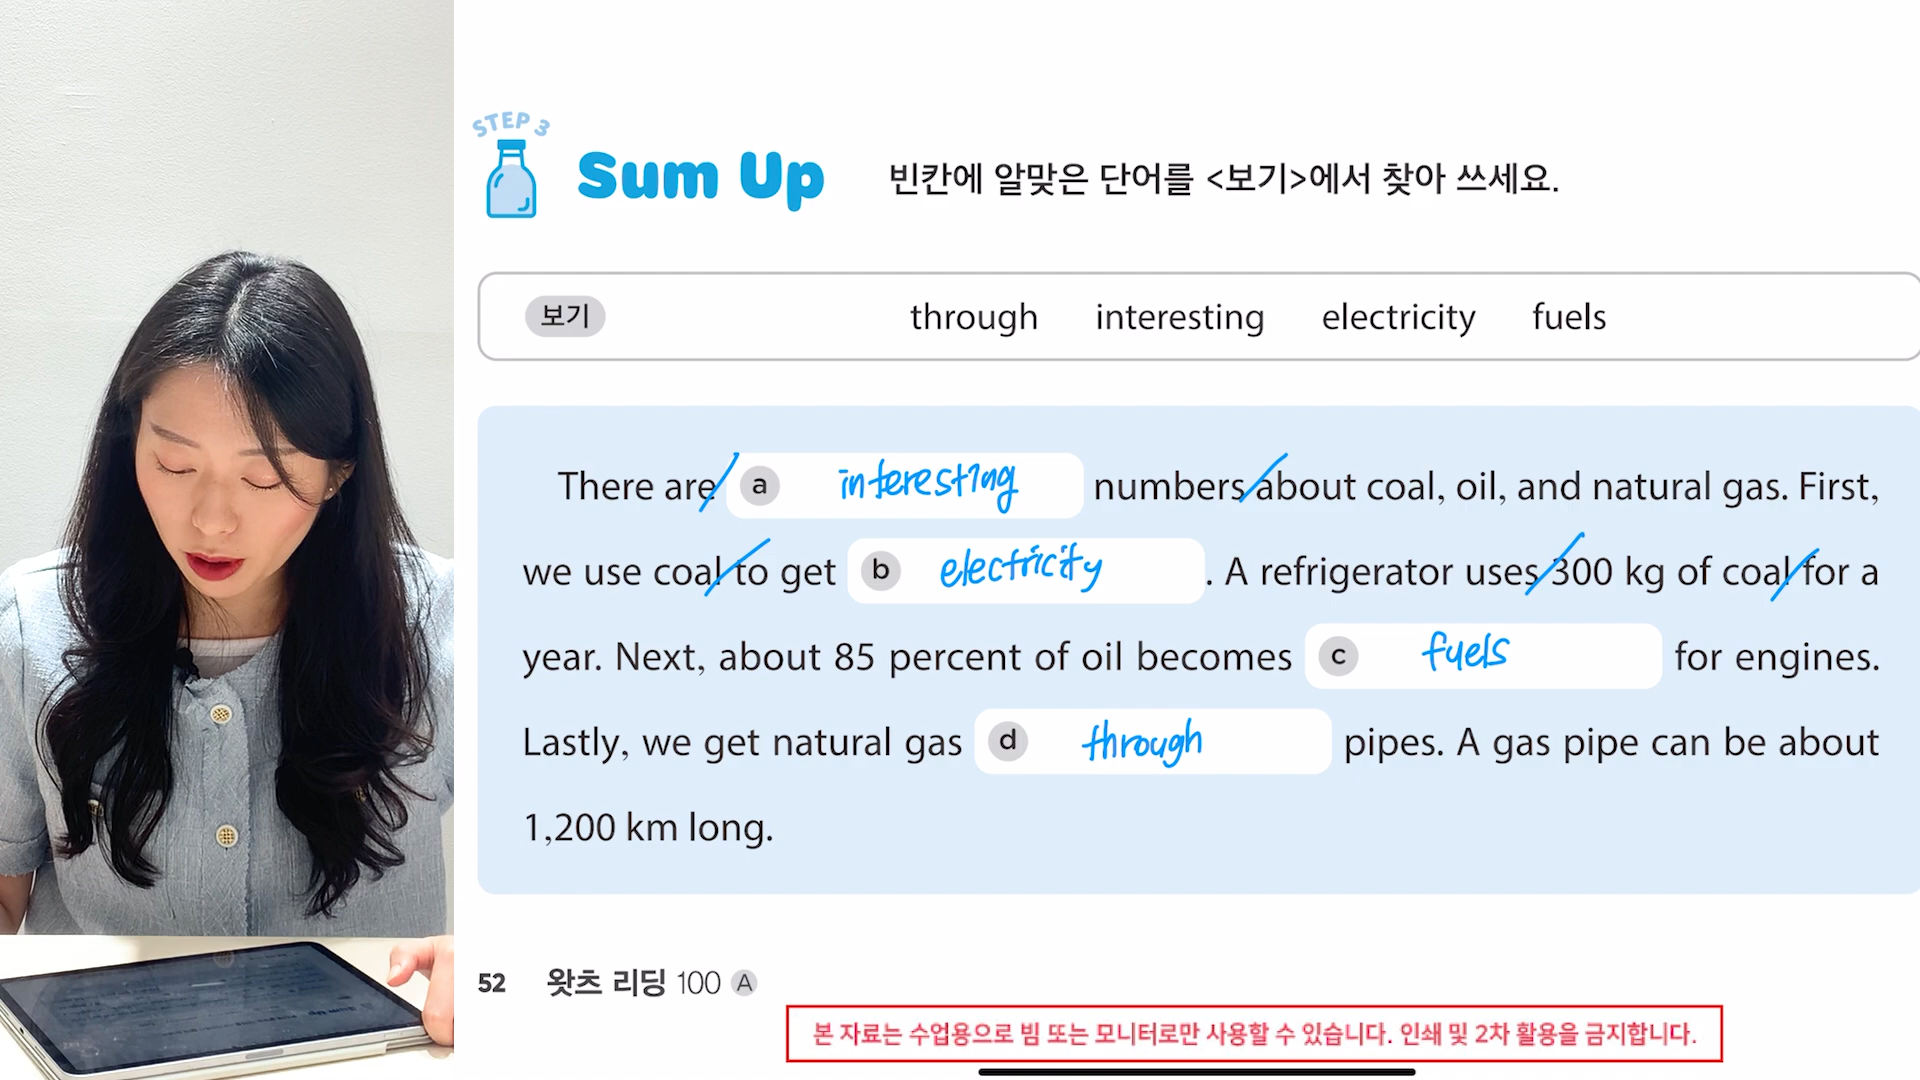 STEP 3
Sum Up 빈칸에 알맞은 단어를 <보기>에서 찾아 쓰세요.
보기 through interesting electricity fuels
There are a interesting numbers about coal, oil, and natural gas. First,
we use coal to get b electricity . A refrigerator uses 300 kg of coal for a
year. Next, about 85 percent of oil becomes c fuels for engines.
Lastly, we get natural gas d through pipes. A gas pipe can be about
1,200 km long.
52 왓츠 리딩 100 A
본 자료는 수업용으로 빔 또는 모니터로만 사용할 수 있습니다. 인쇄 및 2차 활용을 금지합니다.